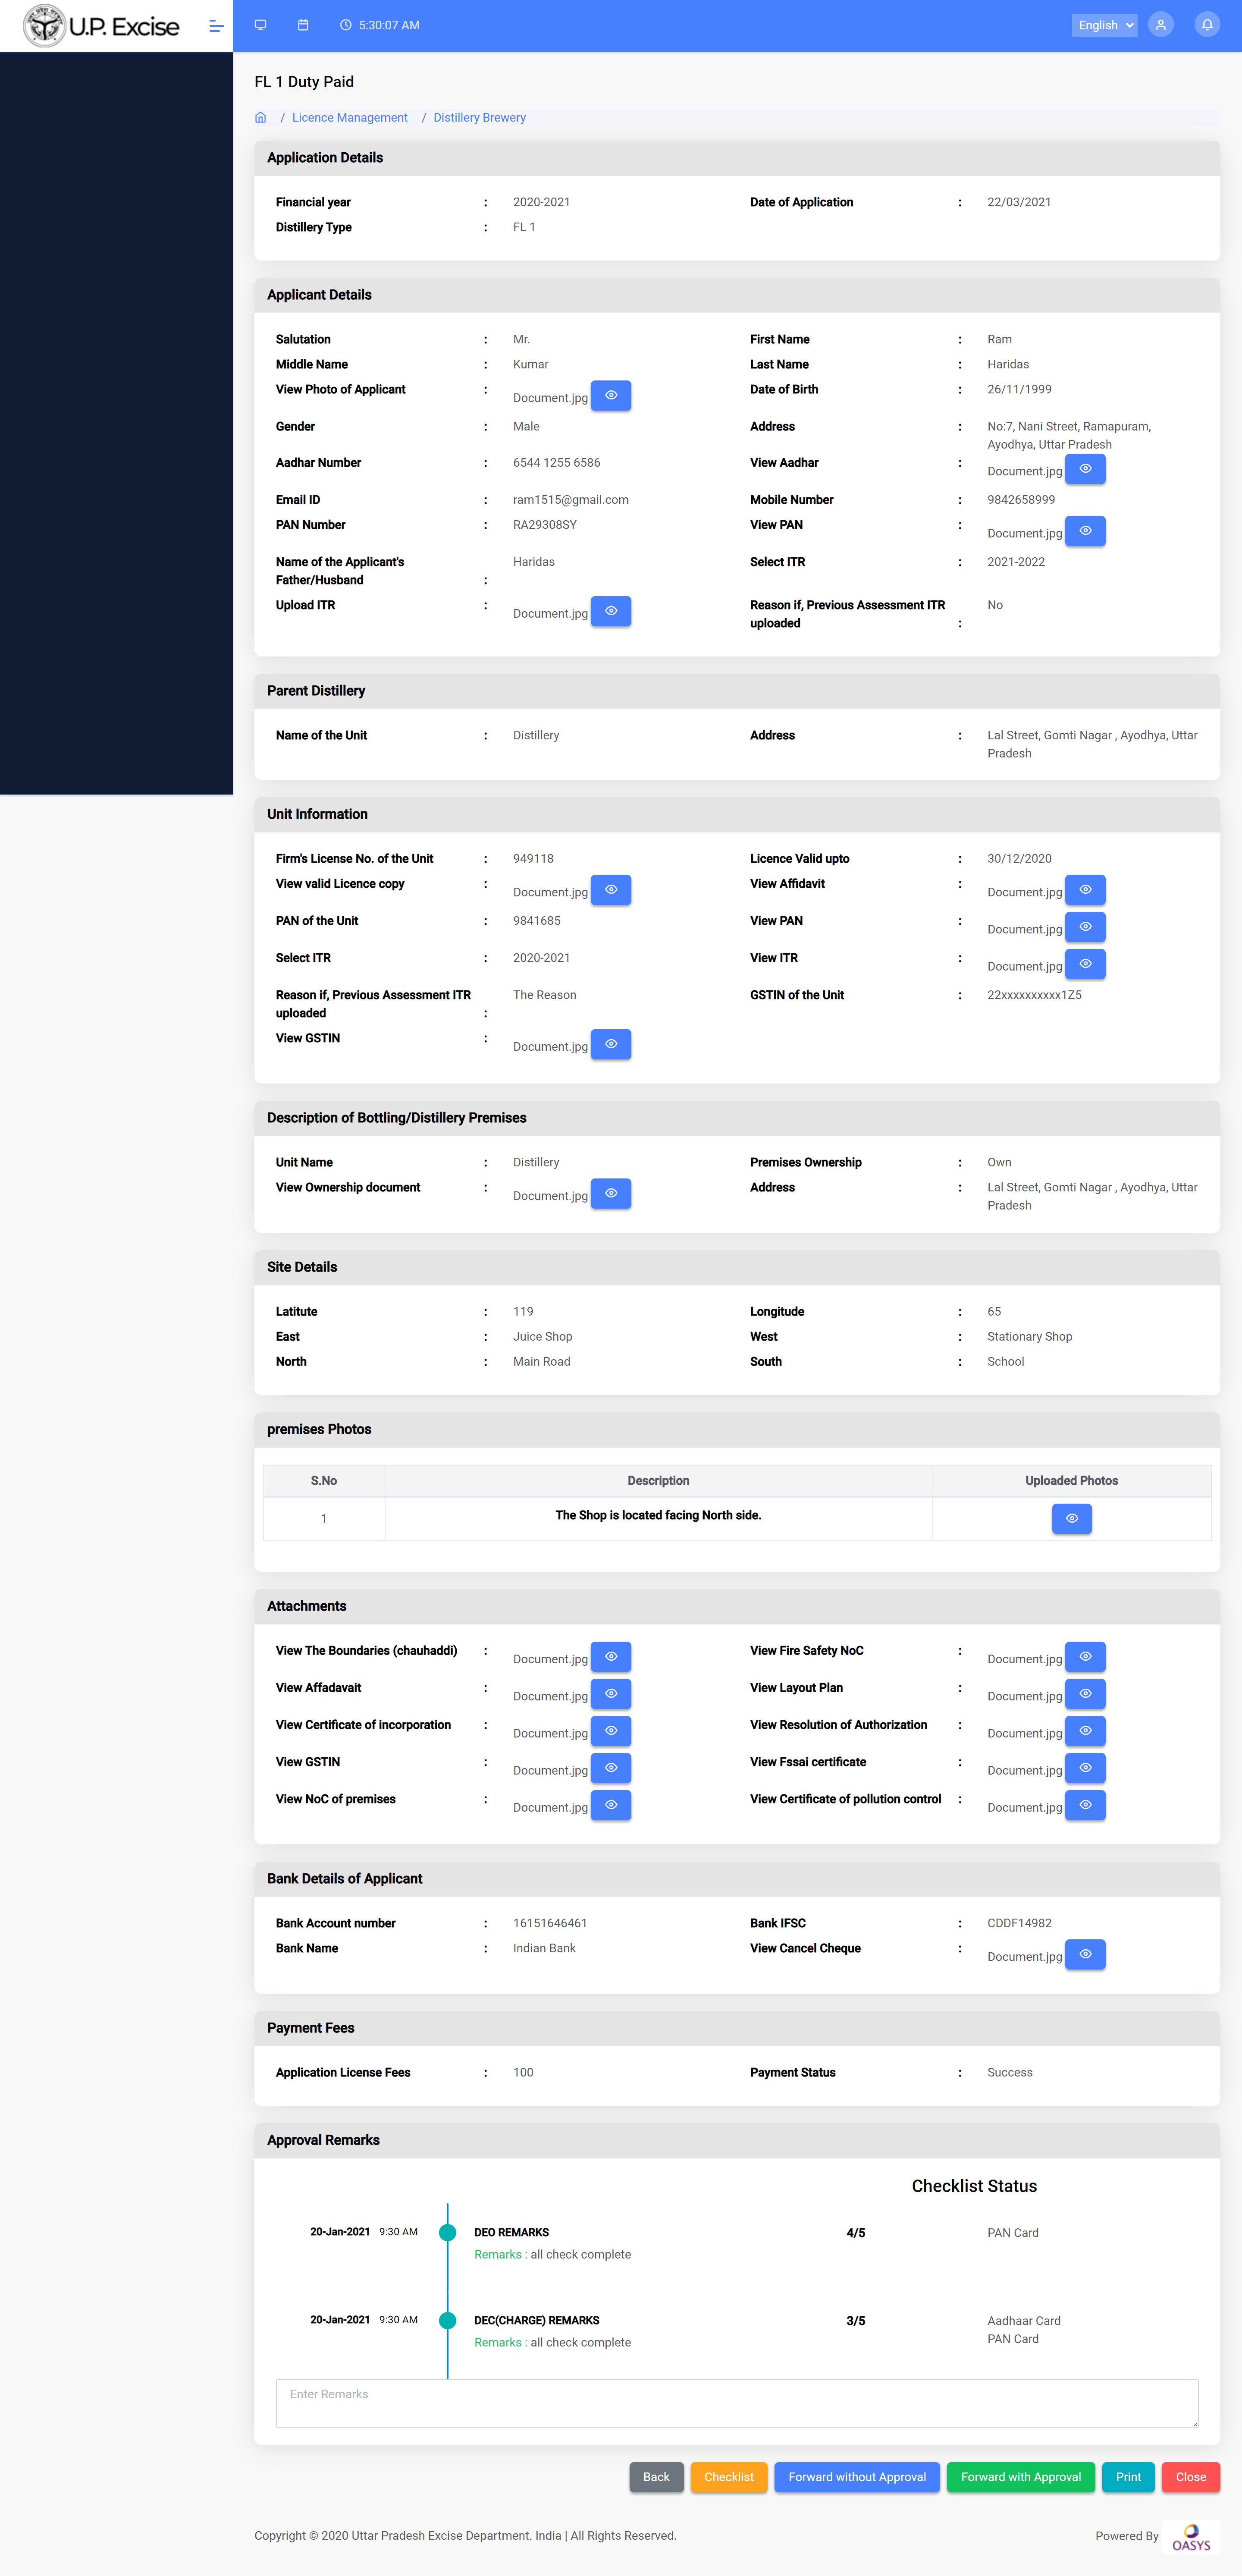 U.P. Excise
5:30:07 AM
English
FL 1 Duty Paid
/ Licence Management / Distillery Brewery
Application Details
Financial year : 2020-2021 Date of Application : 22/03/2021
Distillery Type : FL 1
Applicant Details
Salutation : Mr. First Name : Ram
Middle Name : Kumar Last Name : Haridas
View Photo of Applicant : Document.jpg Date of Birth : 26/11/1999
Gender : Male Address : No:7, Nani Street, Ramapuram,
Ayodhya, Uttar Pradesh
Aadhar Number : 6544 1255 6586 View Aadhar : Document.jpg
Email ID : ram1515@gmail.com Mobile Number : 9842658999
PAN Number : RA29308SY View PAN : Document.jpg
Name of the Applicant's Haridas Select ITR : 2021-2022
Father/Husband :
Upload ITR : Document.jpg Reason if, Previous Assessment ITR No
uploaded :
Parent Distillery
Name of the Unit : Distillery Address : Lal Street, Gomti Nagar , Ayodhya, Uttar
Pradesh
Unit Information
Firm's License No. of the Unit : 949118 Licence Valid upto : 30/12/2020
View valid Licence copy : Document.jpg View Affidavit : Document.jpg
PAN of the Unit : 9841685 View PAN : Document.jpg
Select ITR : 2020-2021 View ITR : Document.jpg
Reason if, Previous Assessment ITR The Reason GSTIN of the Unit : 22xxxxxxxxxx1Z5
uploaded :
View GSTIN : Document.jpg
Description of Bottling/Distillery Premises
Unit Name : Distillery Premises Ownership : Own
View Ownership document : Document.jpg Address : Lal Street, Gomti Nagar , Ayodhya, Uttar
Pradesh
Site Details
Latitute : 119 Longitude : 65
East : Juice Shop West : Stationary Shop
North : Main Road South : School
premises Photos
S.No Description Uploaded Photos
1 The Shop is located facing North side.
Attachments
View The Boundaries (chauhaddi) : Document.jpg View Fire Safety NoC : Document.jpg
View Affadavait : Document.jpg View Layout Plan : Document.jpg
View Certificate of incorporation : Document.jpg View Resolution of Authorization : Document.jpg
View GSTIN : Document.jpg View Fssai certificate : Document.jpg
View NoC of premises : Document.jpg View Certificate of pollution control : Document.jpg
Bank Details of Applicant
Bank Account number : 16151646461 Bank IFSC : CDDF14982
Bank Name : Indian Bank View Cancel Cheque : Document.jpg
Payment Fees
Application License Fees : 100 Payment Status : Success
Approval Remarks
Checklist Status
20-Jan-2021 9:30 AM DEO REMARKS 4/5 PAN Card
Remarks : all check complete
20-Jan-2021 9:30 AM DEC(CHARGE) REMARKS 3/5 Aadhaar Card
Remarks : all check complete PAN Card
Enter Remarks
Back Checklist Forward without Approval Forward with Approval Print Close
Copyright © 2020 Uttar Pradesh Excise Department. India | All Rights Reserved. Powered By OASYS